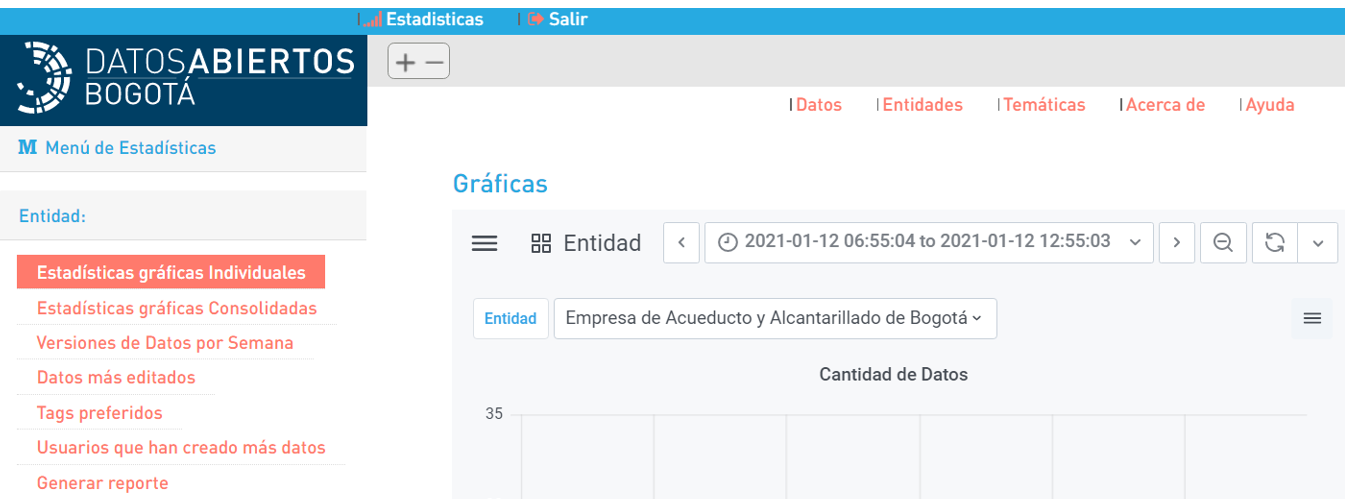 Estadisticas
Salir
DATOSABIERTOS
BOGOTÁ
Datos
Entidades
Temáticas
Acerca de
Ayuda
M Menú de Estadísticas
Gráficas
Entidad:
Entidad
2021-01-12 06:55:04 to 2021-01-12 12:55:03
Estadísticas gráficas Individuales
Estadísticas gráficas Consolidadas
Versiones de Datos por Semana
Datos más editados
Tags preferidos
Usuarios que han creado más datos
Generar reporte
Entidad
Empresa de Acueducto y Alcantarillado de Bogotá
Cantidad de Datos
35